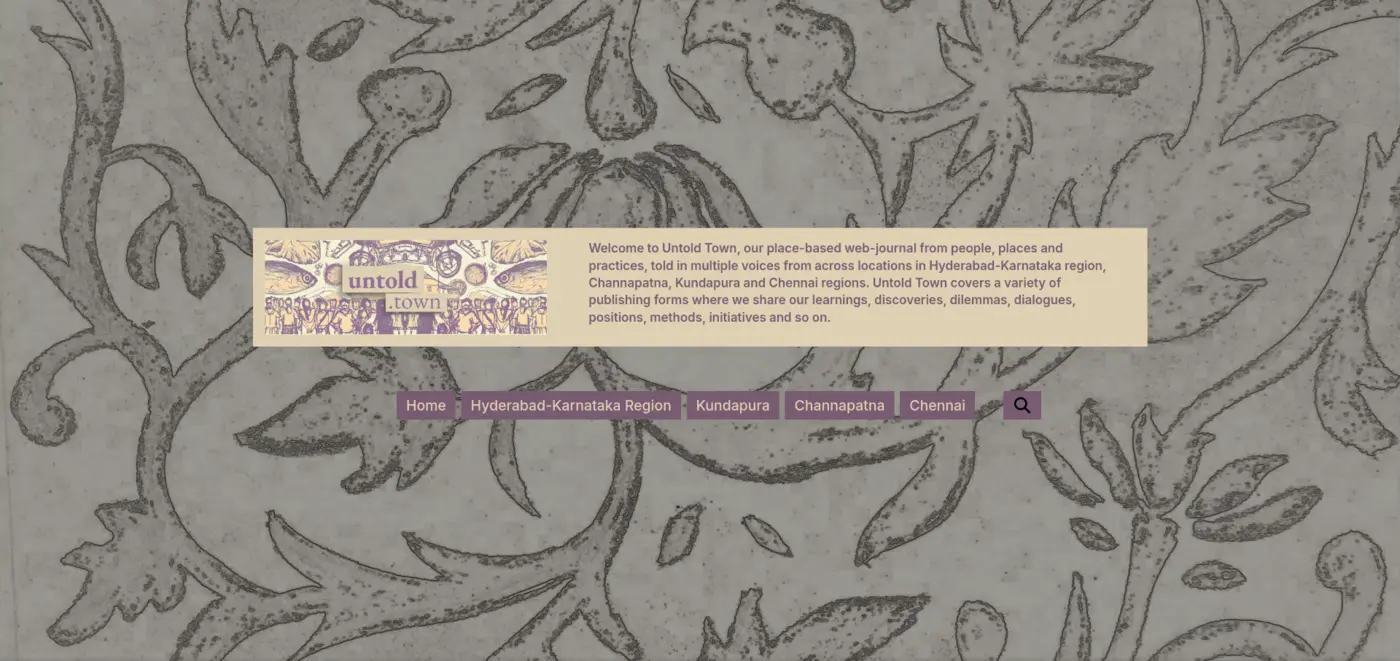 untold
.town
Welcome to Untold Town, our place-based web-journal from people, places and
practices, told in multiple voices from across locations in Hyderabad-Karnataka region,
Channapatna, Kundapura and Chennai regions. Untold Town covers a variety of
publishing forms where we share our learnings, discoveries, dilemmas, dialogues,
positions, methods, initiatives and so on.
Home Hyderabad-Karnataka Region Kundapura Channapatna Chennai